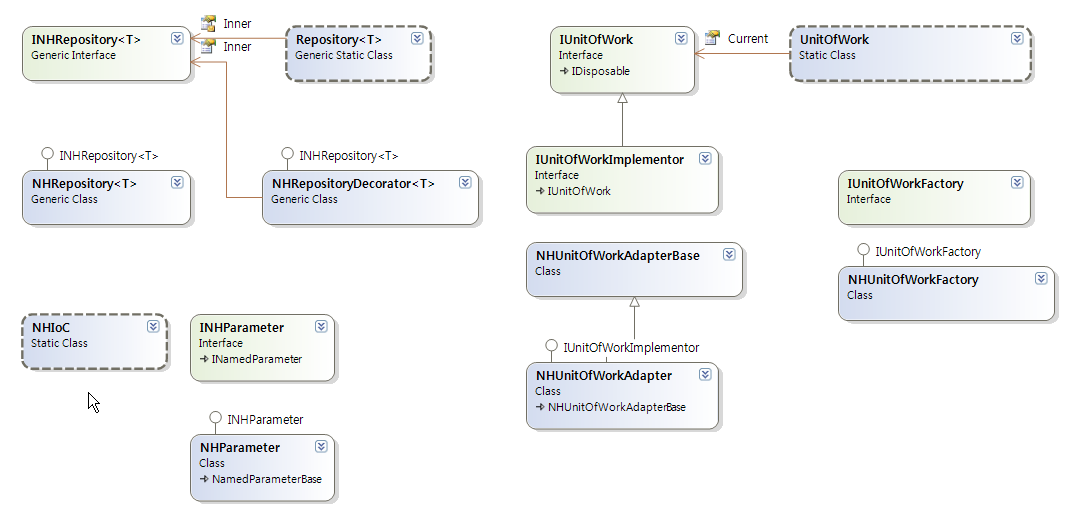 Inner
INHRepository<T>
Generic Interface
Inner
Repository<T>
Generic Static Class
IUnitOfWork
Interface
IDisposable
Current
UnitOfWork
Static Class
INHRepository<T>
NHRepository<T>
Generic Class
INHRepository<T>
NHRepositoryDecorator<T>
Generic Class
IUnitOfWorkImplementor
Interface
IUnitOfWork
IUnitOfWorkFactory
Interface
NHUnitOfWorkAdapterBase
Class
IUnitOfWorkFactory
NHUnitOfWorkFactory
Class
NHIoC
Static Class
INHParameter
Interface
INamedParameter
IUnitOfWorkImplementor
NHUnitOfWorkAdapter
Class
NHUnitOfWorkAdapterBase
INHParameter
NHParameter
Class
NamedParameterBase